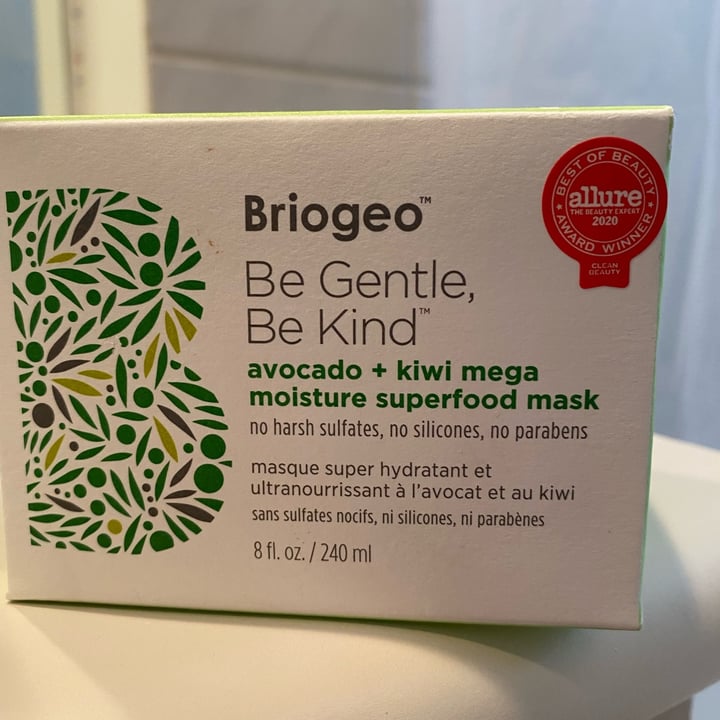 Briogeo™
Be Gentle,
Be Kind™
avocado + kiwi mega
moisture superfood mask
no harsh sulfates, no silicones, no parabens
masque super hydratant et
ultranourrissant à l'avocat et au kiwi
sans sulfates nocifs, ni silicones, ni parabènes
8 fl. oz. / 240 ml
BEST OF BEAUTY
allure
THE BEAUTY EXPERT
2020
AWARD WINNER
CLEAN
BEAUTY